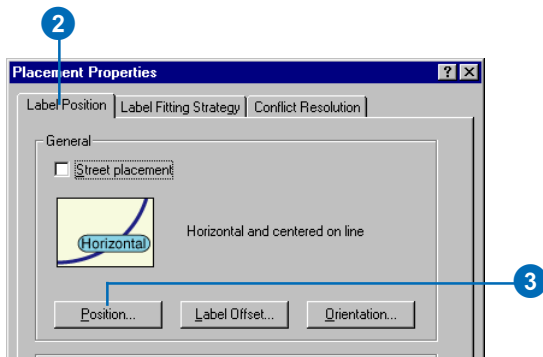 2
Placement Properties
Label Position Label Fitting Strategy Conflict Resolution
General
Street placement
Horizontal
Horizontal and centered on line
3
Position... Label Offset... Orientation...